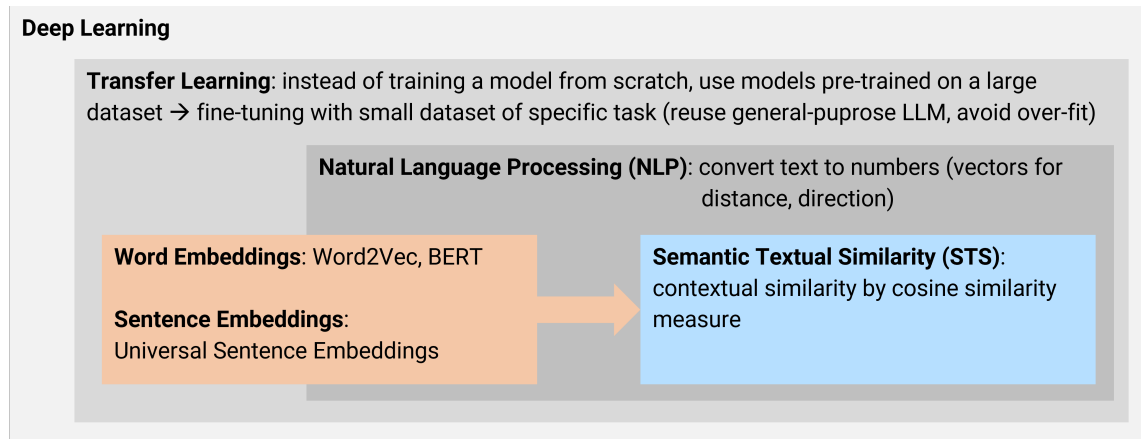 Deep Learning
Transfer Learning: instead of training a model from scratch, use models pre-trained on a large
dataset → fine-tuning with small dataset of specific task (reuse general-puprose LLM, avoid over-fit)
Natural Language Processing (NLP): convert text to numbers (vectors for
distance, direction)
Word Embeddings: Word2Vec, BERT
Sentence Embeddings:
Universal Sentence Embeddings
Semantic Textual Similarity (STS):
contextual similarity by cosine similarity
measure